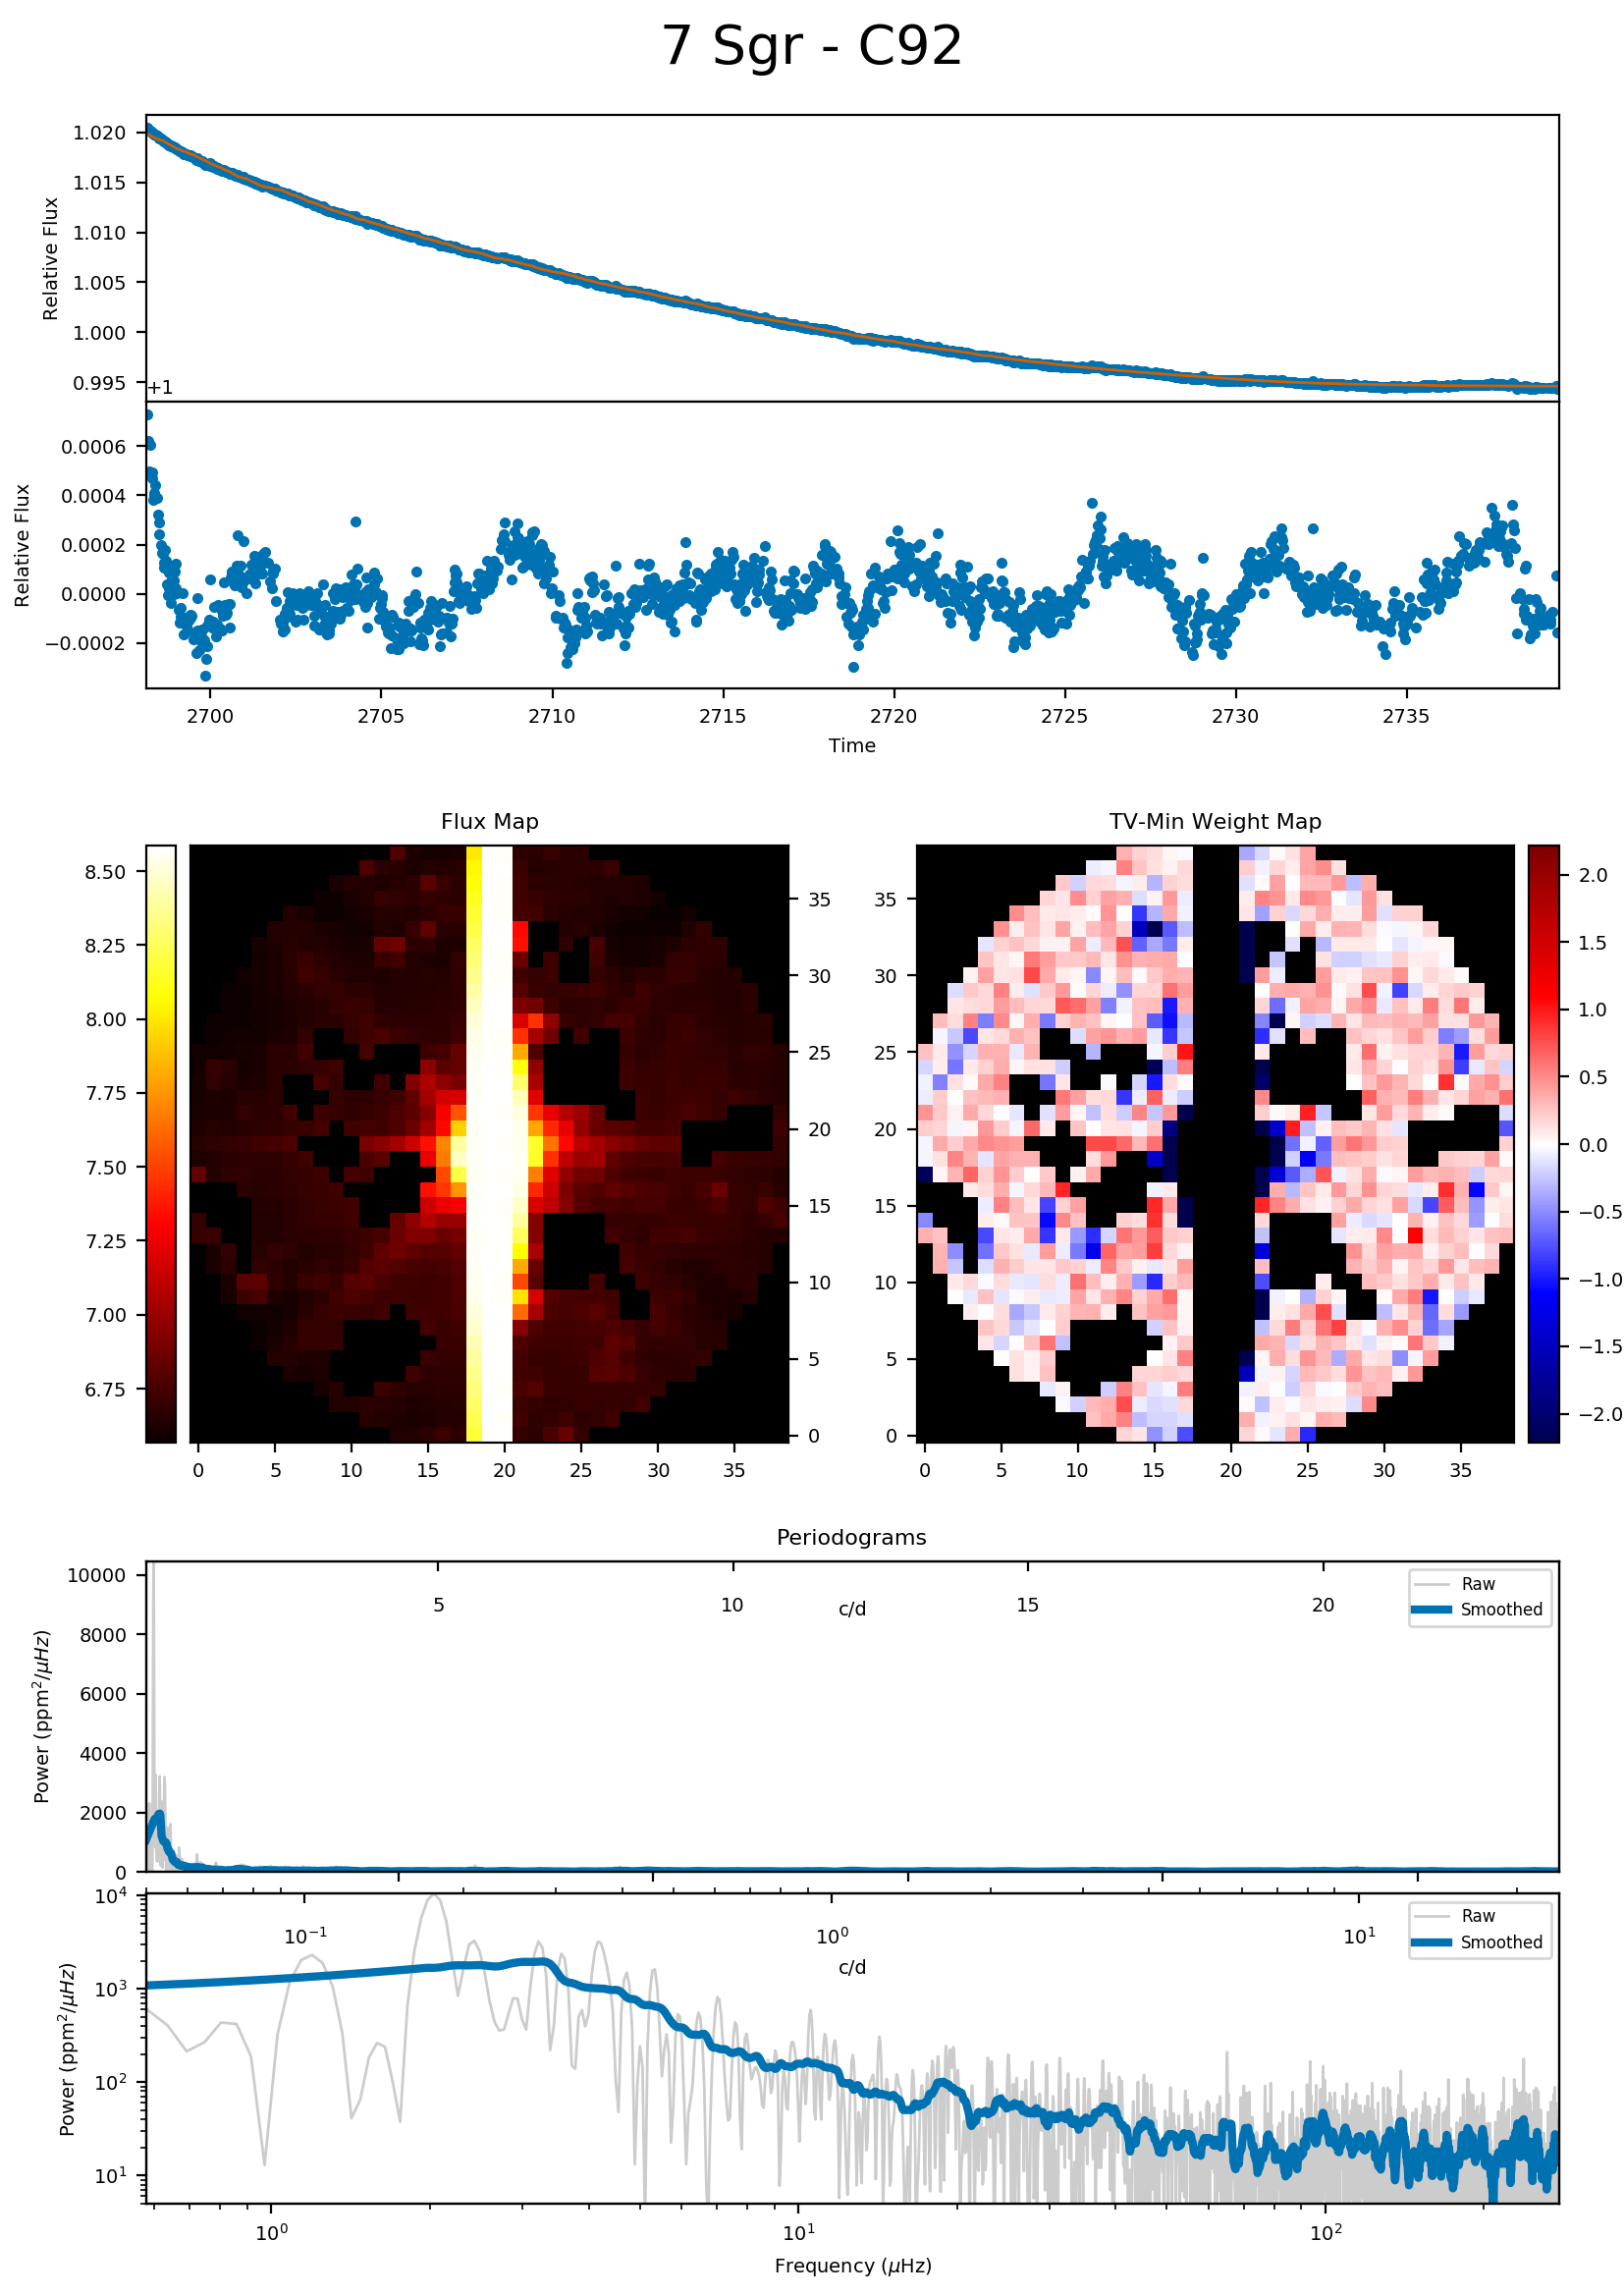 7 Sgr - C92
1.020
1.015
1.010
1.005
1.000
0.995
Relative Flux
+1
0.0006
0.0004
0.0002
0.0000
−0.0002
Relative Flux
2700 2705 2710 2715 2720 2725 2730 2735
Time
Flux Map
8.50
8.25
8.00
7.75
7.50
7.25
7.00
6.75
35
30
25
20
15
10
5
0
0 5 10 15 20 25 30 35
TV-Min Weight Map
35
30
25
20
15
10
5
0
0 5 10 15 20 25 30 35
2.0
1.5
1.0
0.5
0.0
−0.5
−1.0
−1.5
−2.0
Periodograms
10000
8000
6000
4000
2000
0
Power (ppm²/μHz)
5 10 15 20
c/d
Raw
Smoothed
10⁴
10³
10²
10¹
Power (ppm²/μHz)
10⁻¹ 10⁰ 10¹
c/d
Raw
Smoothed
10⁰ 10¹ 10²
Frequency (μHz)